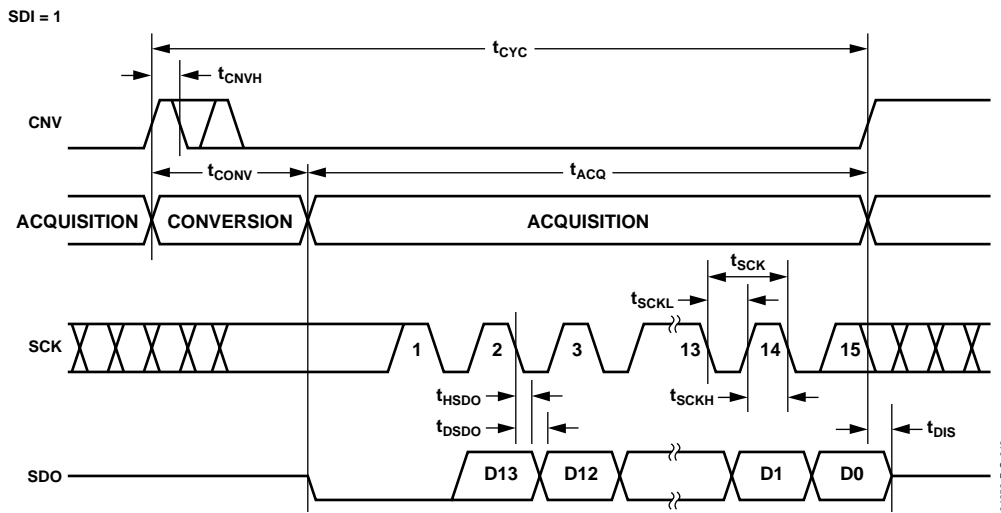 SDI = 1
tCYC
tCNVH
CNV
tCONV
tACQ
ACQUISITION
CONVERSION
ACQUISITION
tSCK
tSCKL
SCK
1
2
3
13
14
15
tHSDO
tSCKH
tDSDO
tDIS
SDO
D13
D12
D1
D0